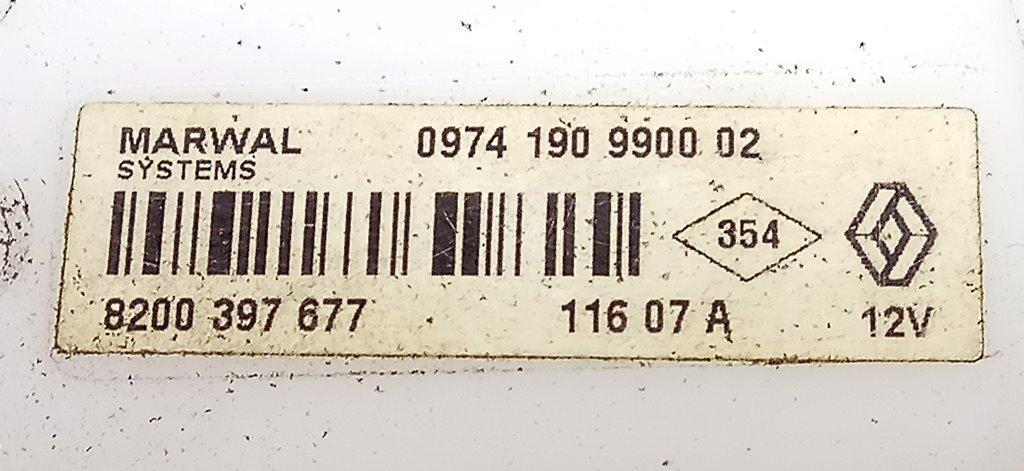 MARWAL 0974 190 9900 02
SYSTEMS
354
8200 397 677 116 07 A 12V